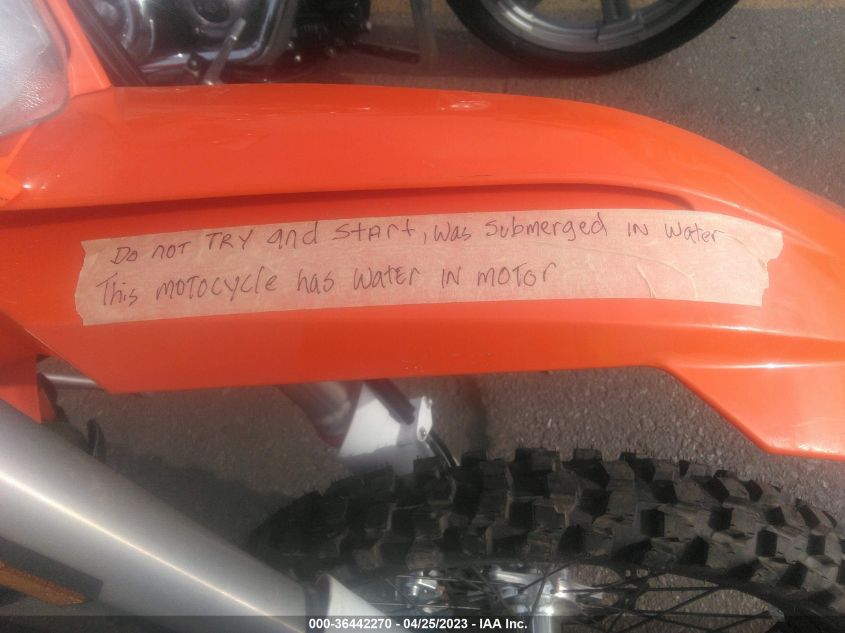 Do NOT TRY and START, Was Submerged IN Water
This MOTOCYCle has Water IN MOTOR
000-36442270 - 04/25/2023 - IAA Inc.